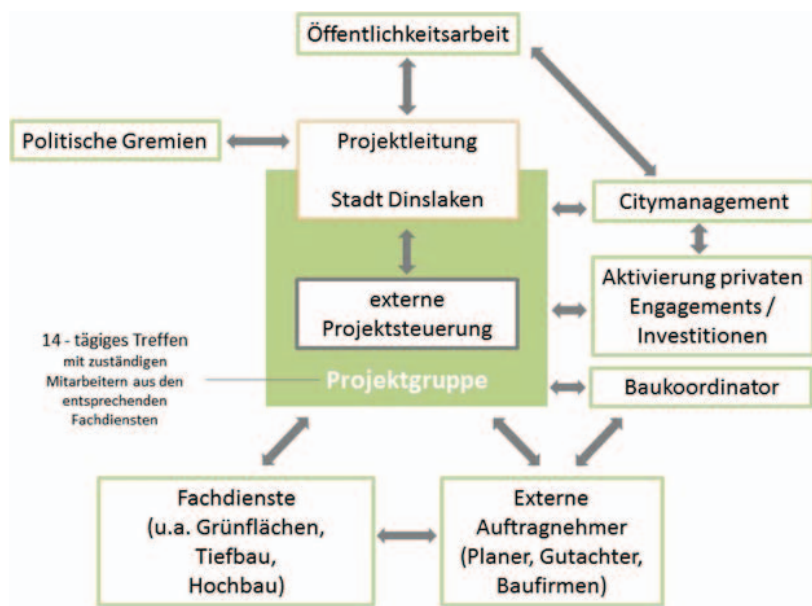 Öffentlichkeitsarbeit
Politische Gremien
Projektleitung
Stadt Dinslaken
Citymanagement
externe
Projektsteuerung
Aktivierung privaten
Engagements /
Investitionen
14 - tägiges Treffen
mit zuständigen
Mitarbeitern aus den
entsprechenden
Fachdiensten
Projektgruppe
Baukoordinator
Fachdienste
(u.a. Grünflächen,
Tiefbau,
Hochbau)
Externe
Auftragnehmer
(Planer, Gutachter,
Baufirmen)